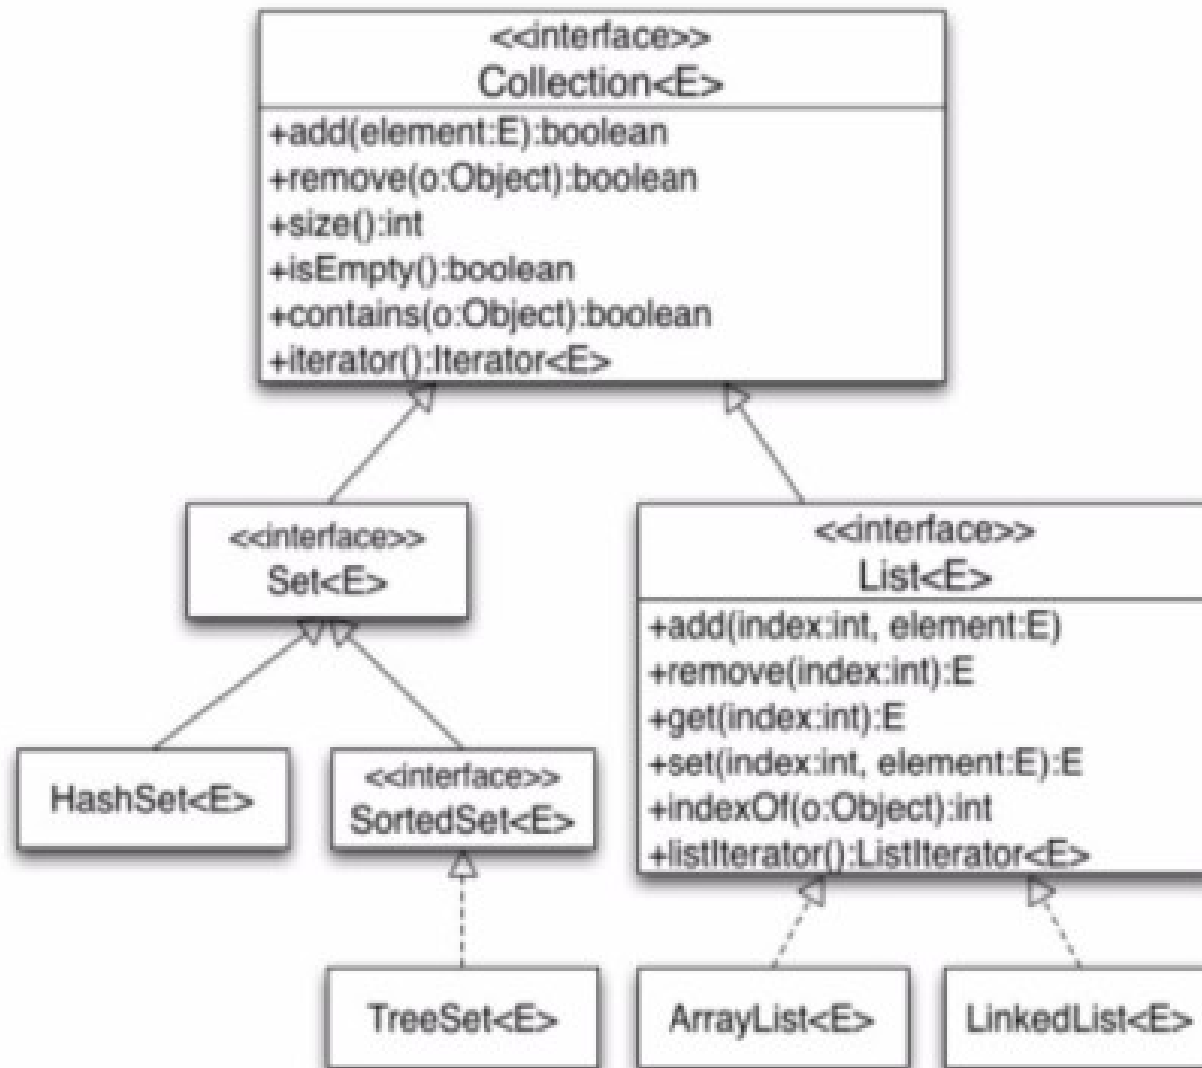 <<interface>>
Collection<E>
+add(element:E):boolean
+remove(o:Object):boolean
+size():int
+isEmpty():boolean
+contains(o:Object):boolean
+iterator():Iterator<E>
<<interface>>
Set<E>
<<interface>>
List<E>
+add(index:int, element:E)
+remove(index:int):E
+get(index:int):E
+set(index:int, element:E):E
+indexOf(o:Object):int
+listIterator():ListIterator<E>
HashSet<E>
<<interface>>
SortedSet<E>
TreeSet<E>
ArrayList<E>
LinkedList<E>